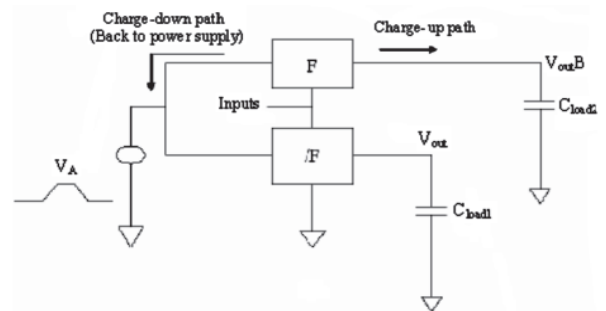 Charge-down path
(Back to power supply)
Charge-up path
F
VoutB
Inputs
Cload2
/F
Vout
VA
Cload1